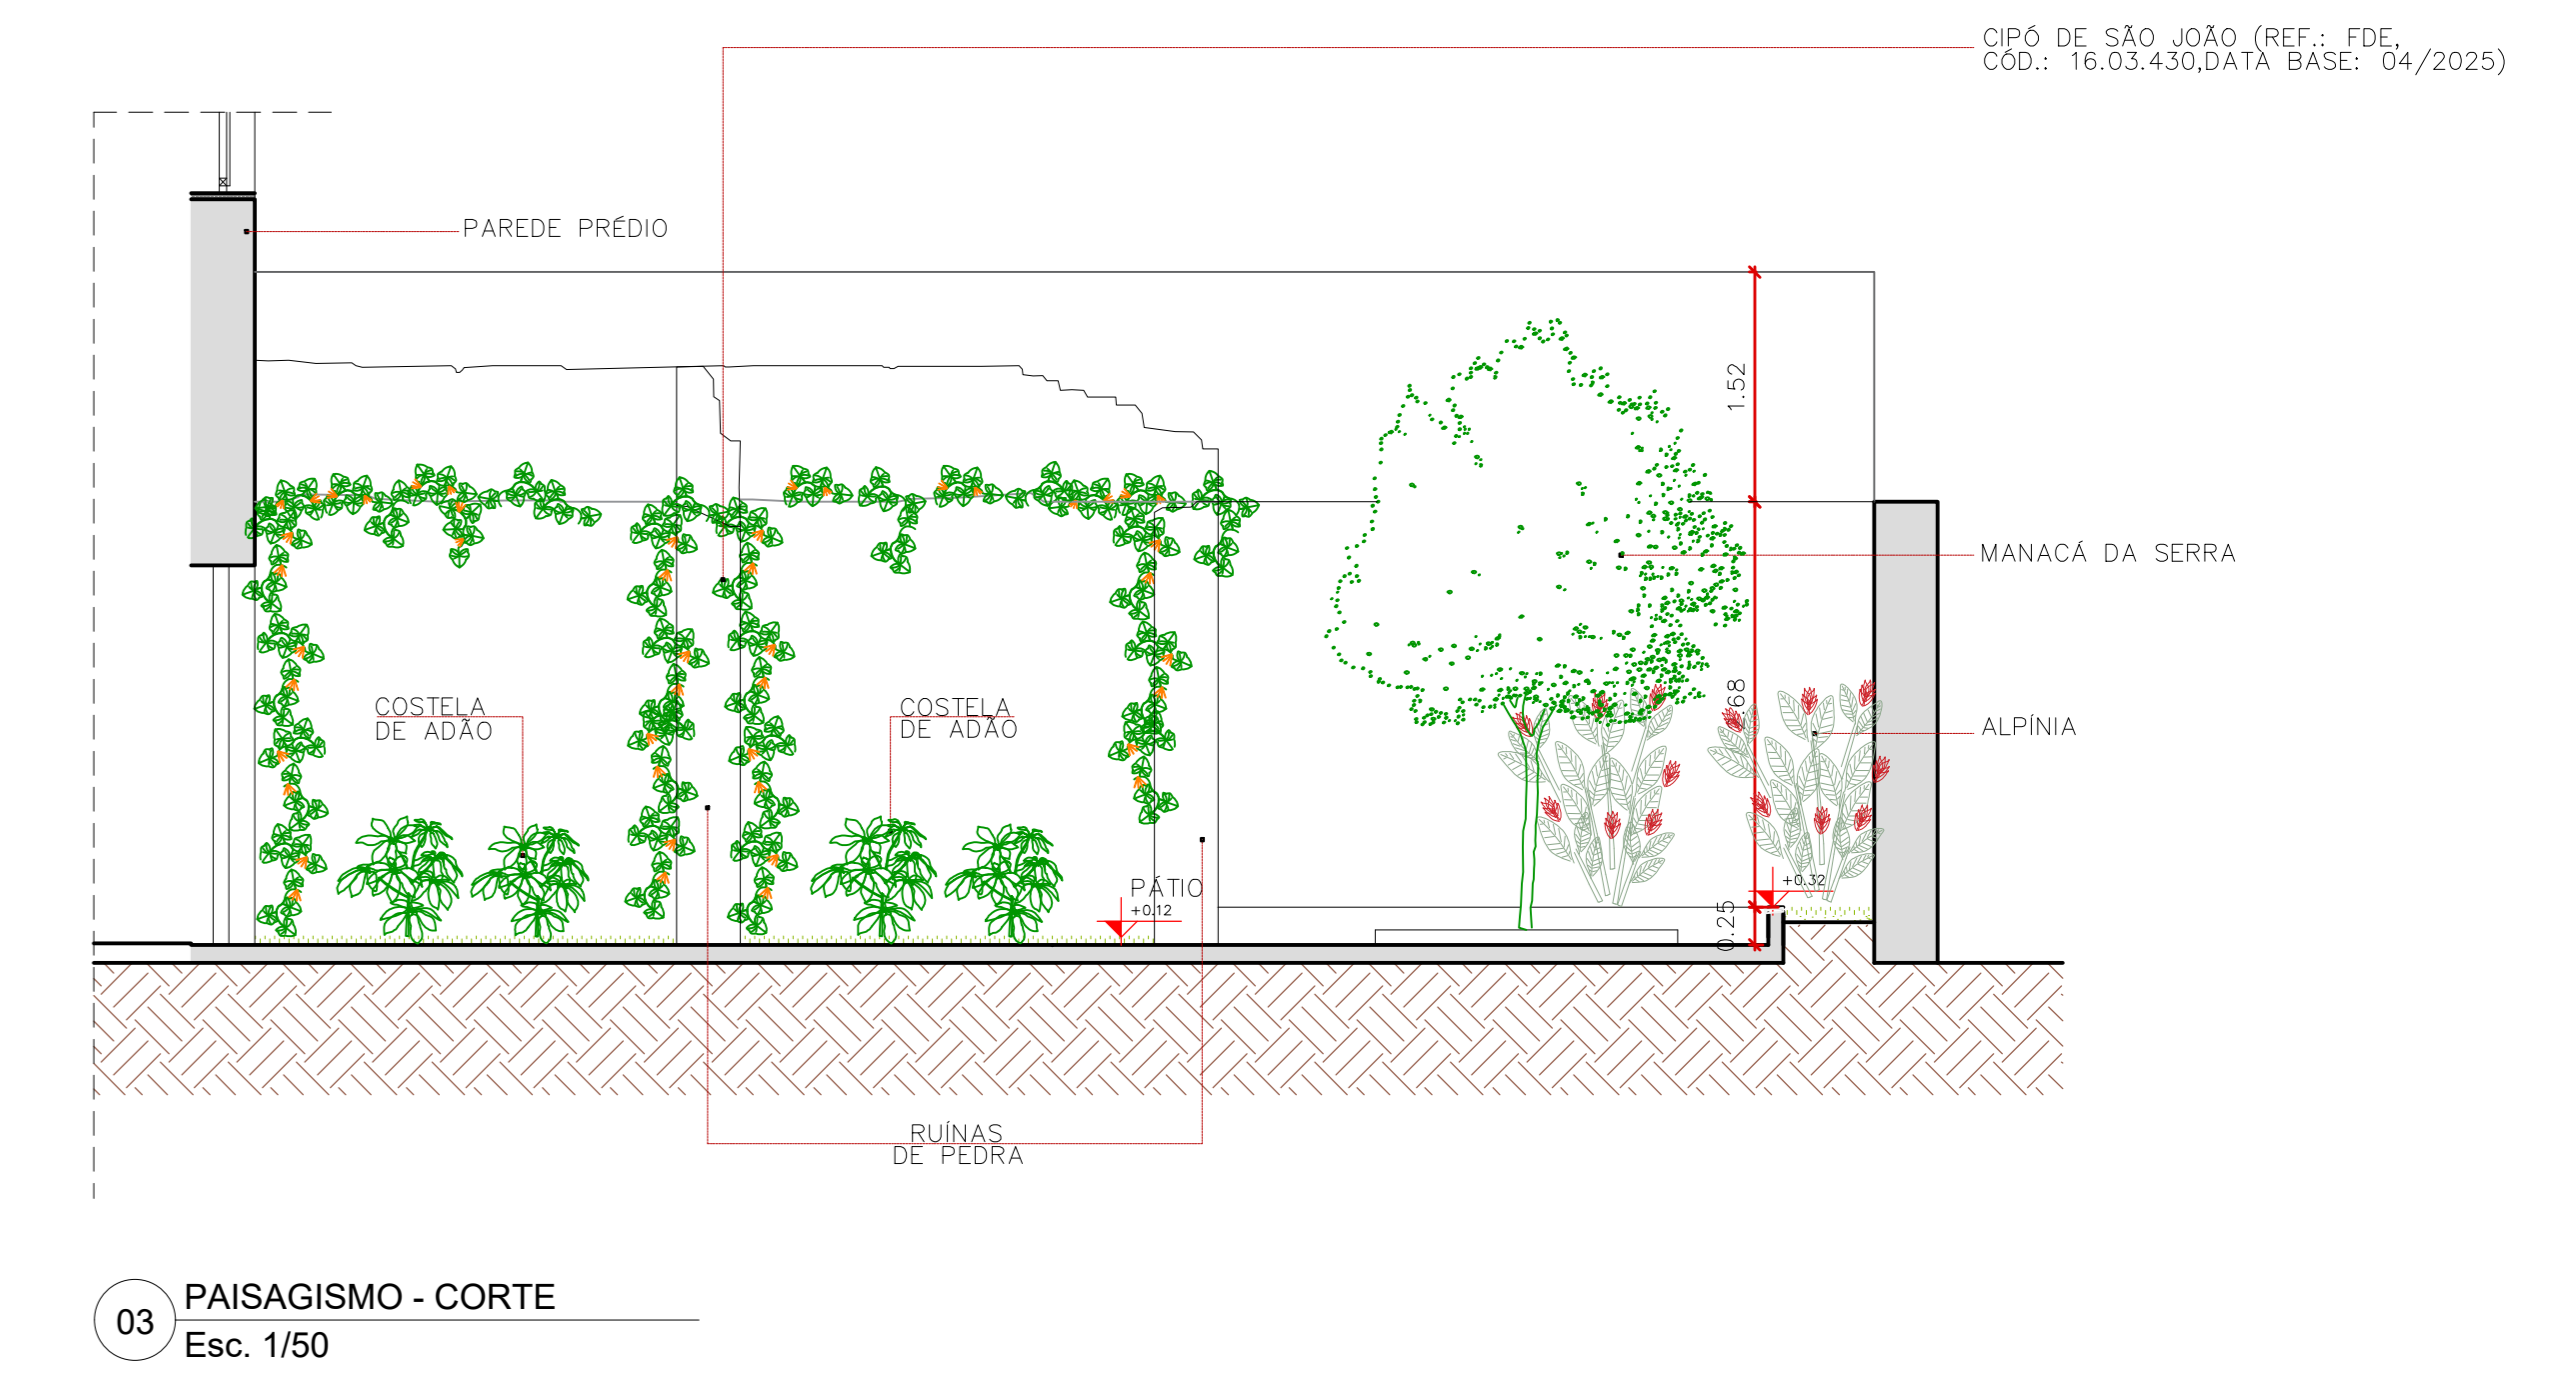 CIPÓ DE SÃO JOÃO (REF.: FDE,
CÓD.: 16.03.430,DATA BASE: 04/2025)
PAREDE PRÉDIO
1.52
MANACÁ DA SERRA
COSTELA
DE ADÃO
COSTELA
DE ADÃO
.68
ALPÍNIA
PÁTIO
+0.12
+0.32
0.25
RUÍNAS
DE PEDRA
03
PAISAGISMO - CORTE
Esc. 1/50